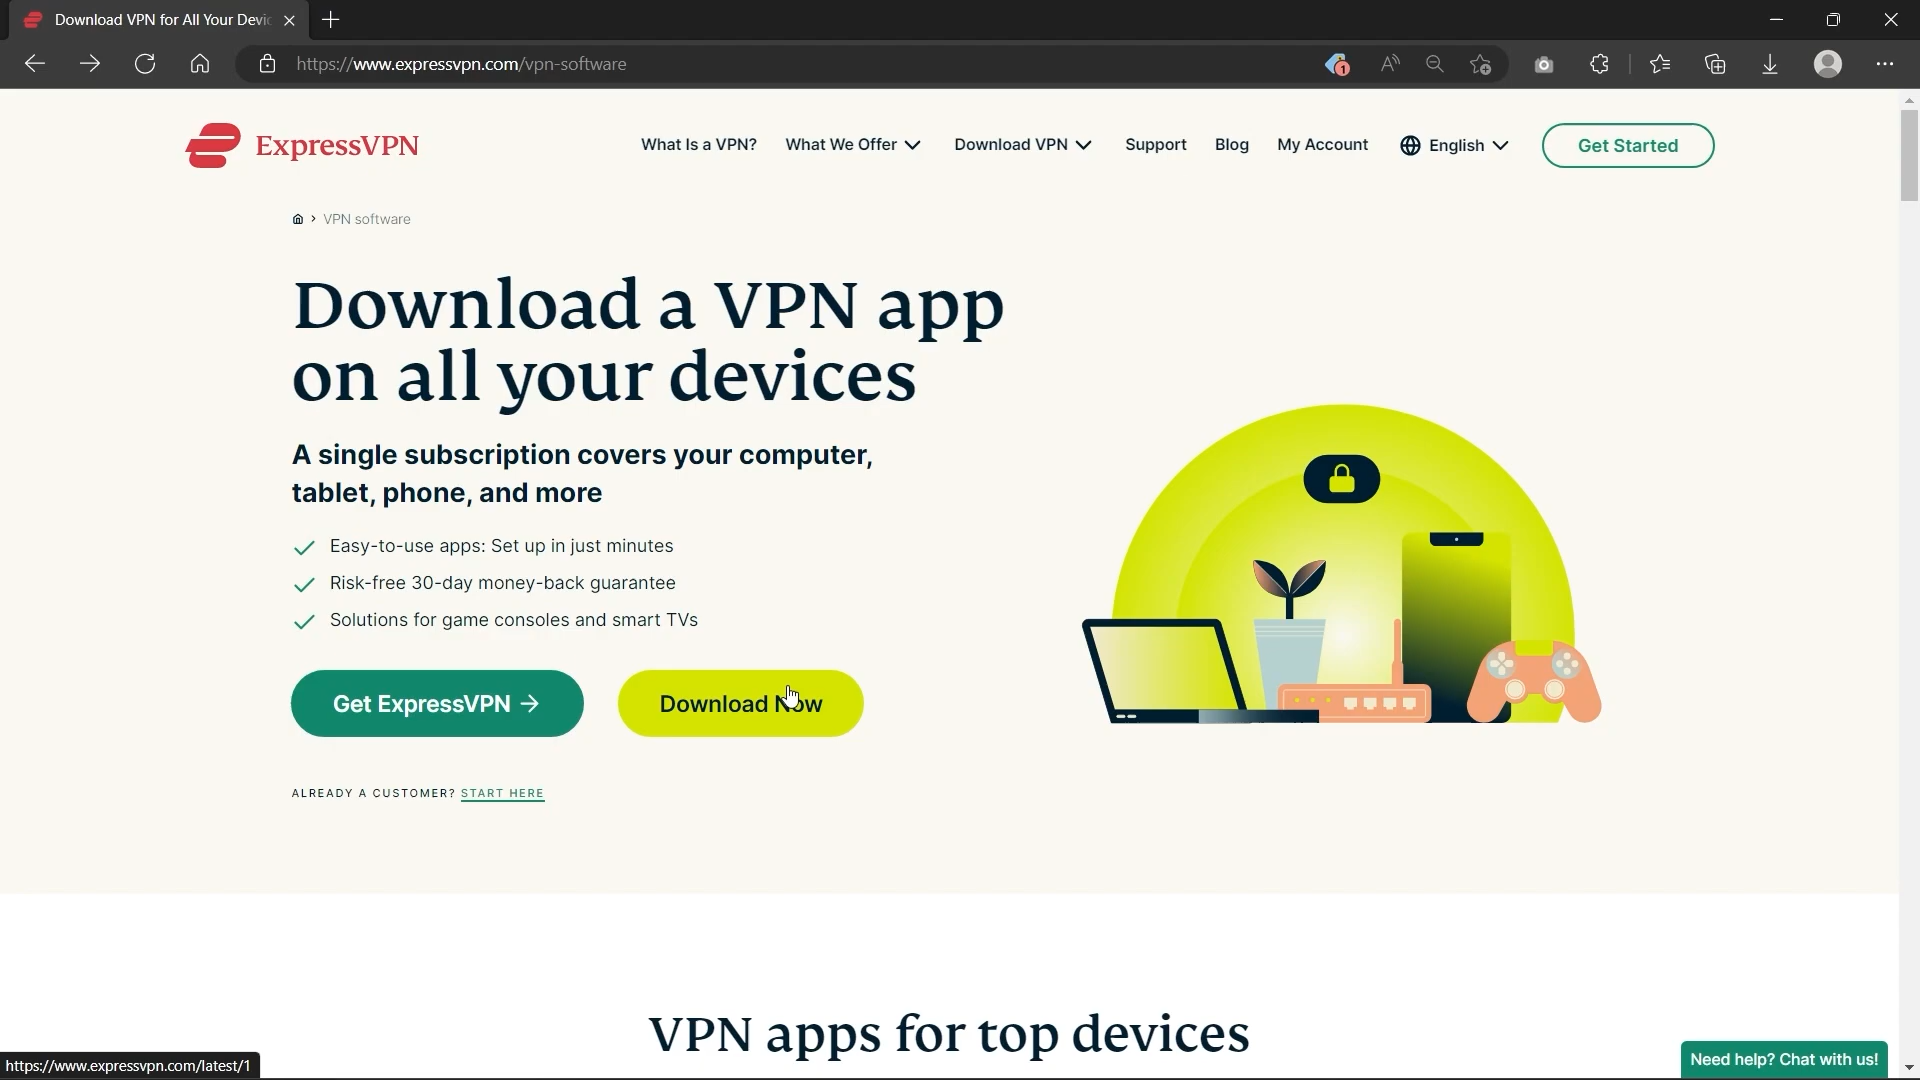 Download VPN for All Your Devic
https://www.expressvpn.com/vpn-software
1
ExpressVPN
What Is a VPN?
What We Offer
Download VPN
Support
Blog
My Account
English
Get Started
VPN software
Download a VPN app
on all your devices
A single subscription covers your computer,
tablet, phone, and more
Easy-to-use apps: Set up in just minutes
Risk-free 30-day money-back guarantee
Solutions for game consoles and smart TVs
Get ExpressVPN →
Download Now
ALREADY A CUSTOMER? START HERE
VPN apps for top devices
https://www.expressvpn.com/latest/1
Need help? Chat with us!